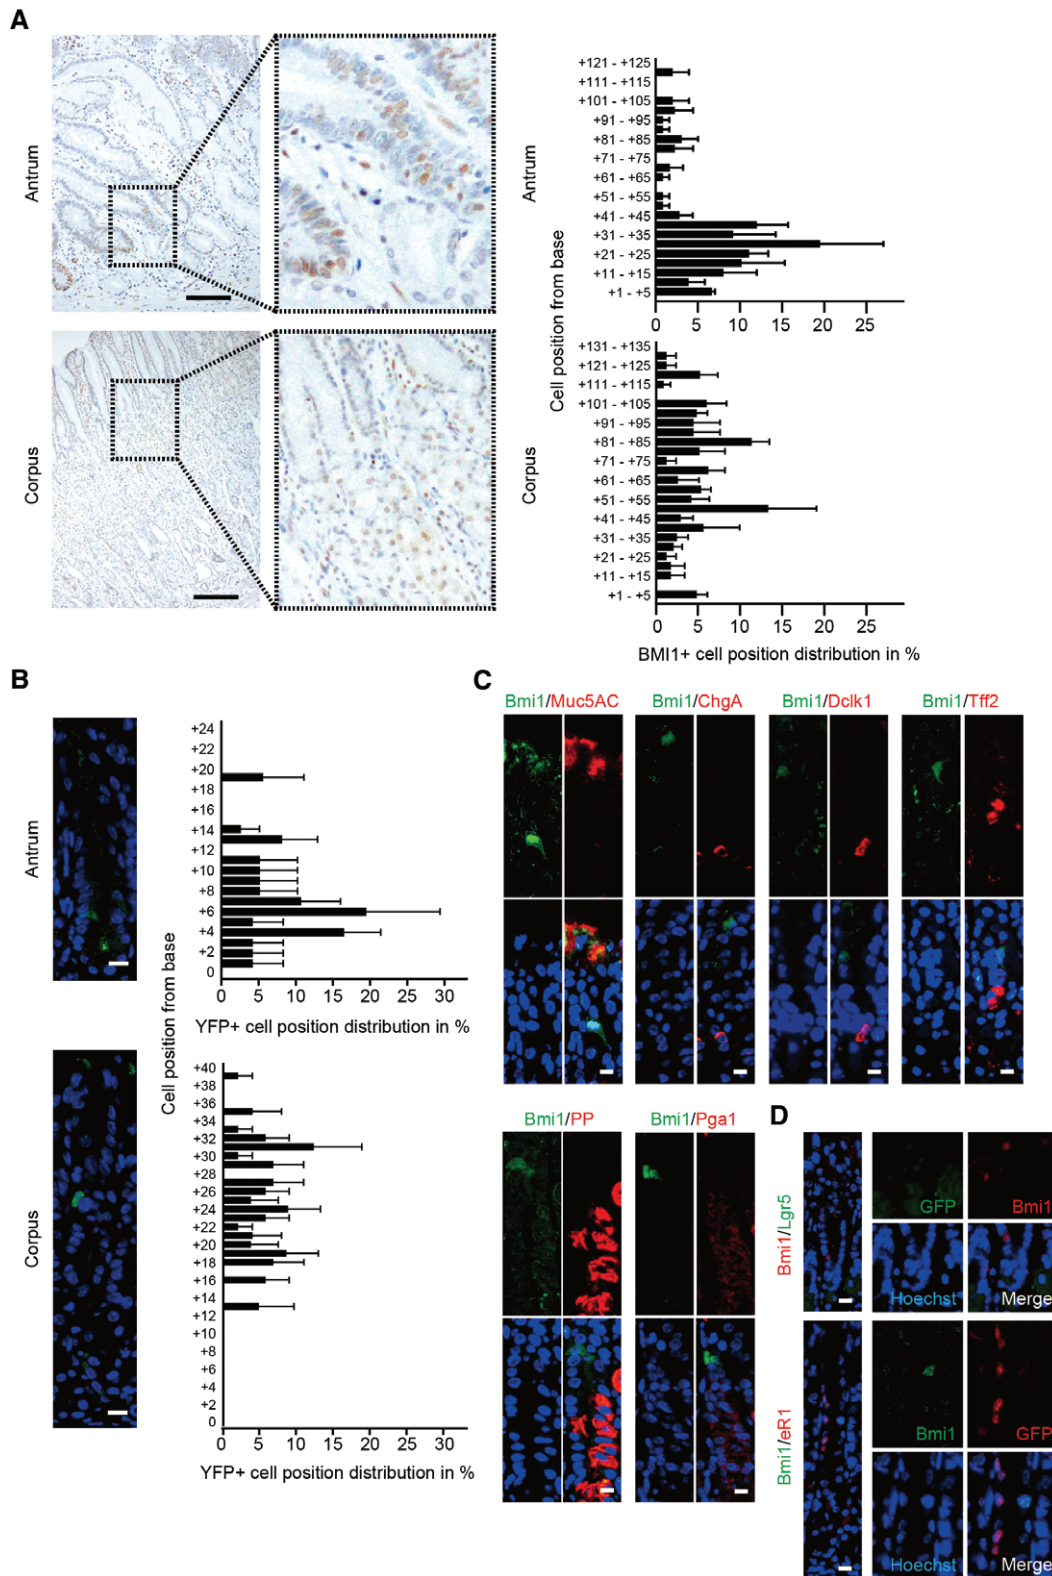 A
Antrum
Corpus
Antrum
+121 - +125
+111 - +115
+101 - +105
+91 - +95
+81 - +85
+71 - +75
+61 - +65
+51 - +55
+41 - +45
+31 - +35
+21 - +25
+11 - +15
+1 - +5
0 5 10 15 20 25
Cell position from base
Corpus
+131 - +135
+121 - +125
+111 - +115
+101 - +105
+91 - +95
+81 - +85
+71 - +75
+61 - +65
+51 - +55
+41 - +45
+31 - +35
+21 - +25
+11 - +15
+1 - +5
0 5 10 15 20 25
BMI1+ cell position distribution in %
B
Antrum
+24
+22
+20
+18
+16
+14
+12
+10
+8
+6
+4
+2
0
0 5 10 15 20 25 30
YFP+ cell position distribution in %
Cell position from base
Corpus
+40
+38
+36
+34
+32
+30
+28
+26
+24
+22
+20
+18
+16
+14
+12
+10
+8
+6
+4
+2
0
0 5 10 15 20 25 30
YFP+ cell position distribution in %
C
Bmi1/Muc5AC
Bmi1/ChgA
Bmi1/Dclk1
Bmi1/Tff2
Bmi1/PP
Bmi1/Pga1
D
Bmi1/Lgr5
GFP
Bmi1
Hoechst
Merge
Bmi1/eR1
Bmi1
GFP
Hoechst
Merge